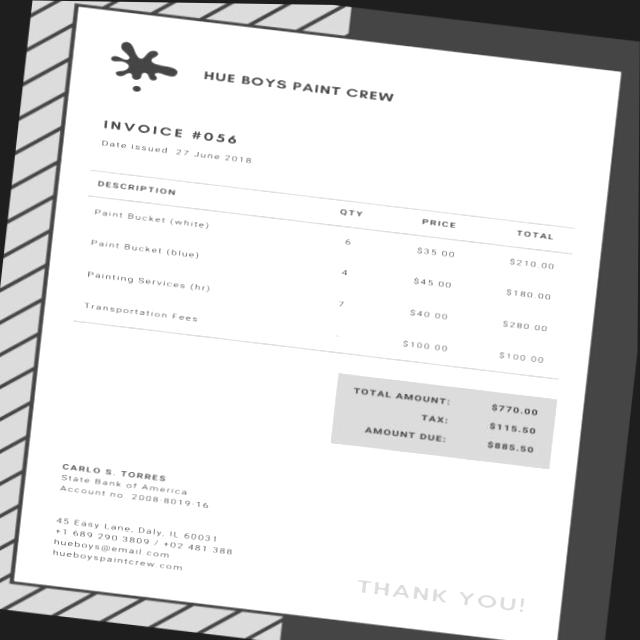 HUE BOYS PAINT CREW
INVOICE #056
Date issued 27 June 2018
DESCRIPTION QTY PRICE TOTAL
Paint Bucket (white) 6 $35 00 $210.00
Paint Bucket (blue) 4 $45 00 $180.00
Painting Services (hr) 7 $40 00 $280 00
Transportation Fees $100 00 $100 00
TOTAL AMOUNT: $770.00
TAX: $115.50
AMOUNT DUE: $885.50
CARLO S. TORRES
State Bank of America
Account no. 2008-8019-16
45 Easy Lane, Daly, IL 60031
+1 689 290 3809 / +02 481 388
hueboys@email com
hueboyspaintcrew.com
THANK YOU!